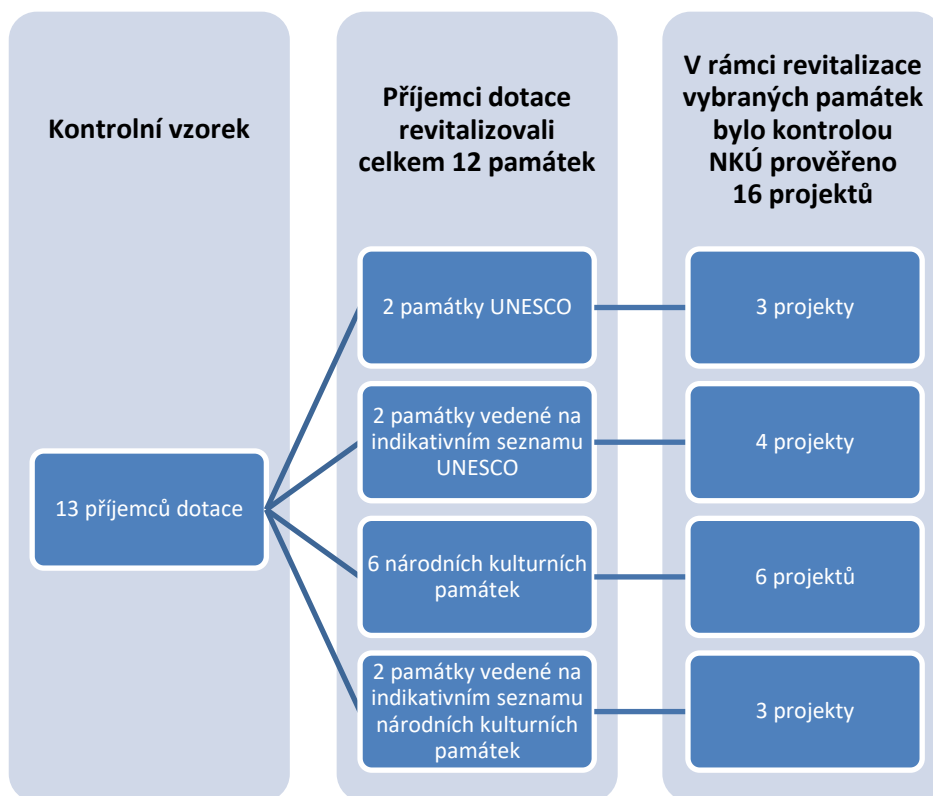 Kontrolní vzorek
Příjemci dotace
revitalizovali
celkem 12 památek
V rámci revitalizace
vybraných památek
bylo kontrolou
NKÚ prověřeno
16 projektů
13 příjemců dotace
2 památky UNESCO
3 projekty
2 památky vedené na
indikativním seznamu
UNESCO
4 projekty
6 národních kulturních
památek
6 projektů
2 památky vedené na
indikativním seznamu
národních kulturních
památek
3 projekty